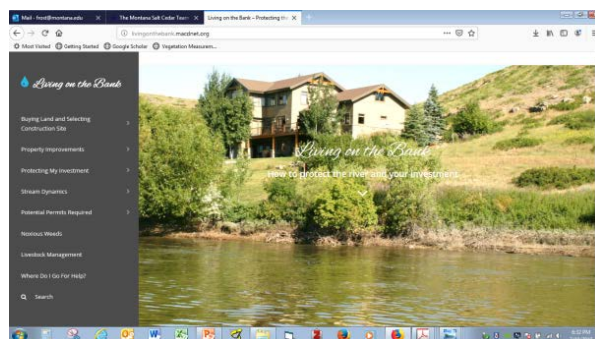 Mail - frost@montana.edu
The Montana Salt Cedar Team
Living on the Bank – Protecting the
livingonthebank.macdnet.org
Most Visited
Getting Started
Google Scholar
Vegetation Measurem...
Living on the Bank
Buying Land and Selecting
Construction Site
Property Improvements
Protecting My Investment
Stream Dynamics
Potential Permits Required
Noxious Weeds
Livestock Management
Where Do I Go For Help?
Search
Living on the Bank
How to protect the river and your investment.